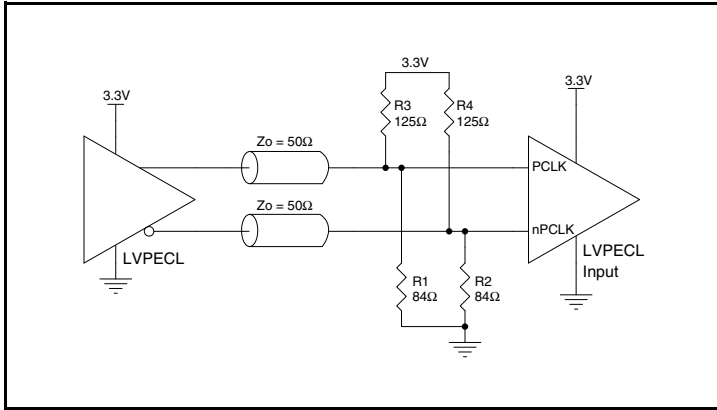 3.3V
3.3V
3.3V
R3
125Ω
R4
125Ω
Zo = 50Ω
PCLK
Zo = 50Ω
nPCLK
LVPECL
LVPECL
Input
R1
84Ω
R2
84Ω